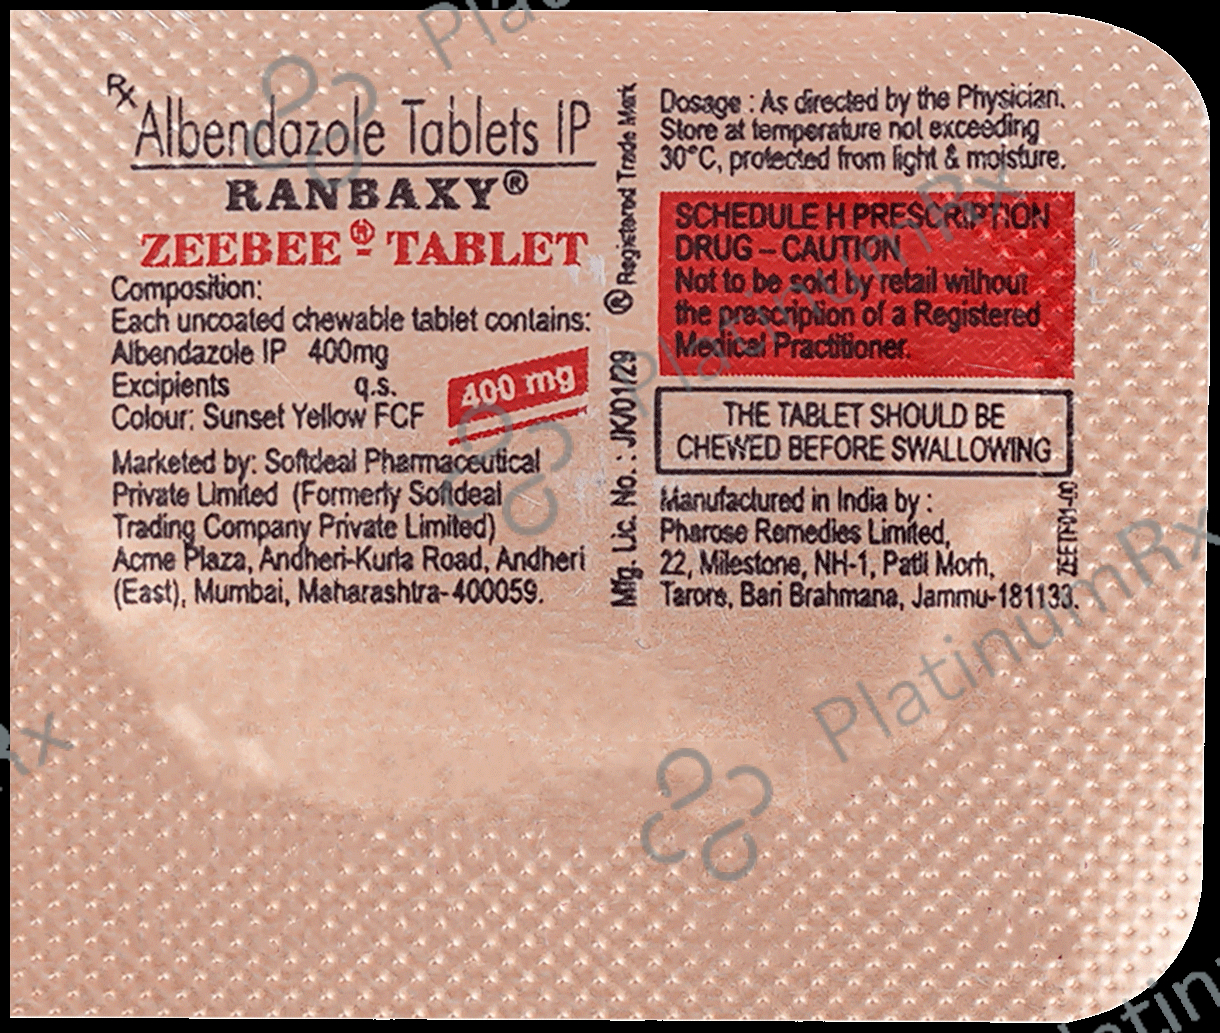 Rx
Albendazole Tablets IP
RANBAXY®
ZEEBEE® - TABLET
Composition:
Each uncoated chewable tablet contains:
Albendazole IP 400mg
Excipients q.s.
Colour: Sunset Yellow FCF
400 mg
Marketed by: Softdeal Pharmaceutical
Private Limited (Formerly Softdeal
Trading Company Private Limited)
Acme Plaza, Andheri-Kurla Road, Andheri
(East), Mumbai, Maharashtra-400059.
Mfg. Lic. No. : JK/01/29 ® Registered Trade Mark
Dosage : As directed by the Physician.
Store at temperature not exceeding
30°C, protected from light & moisture.
SCHEDULE H PRESCRIPTION
DRUG – CAUTION
Not to be sold by retail without
the prescription of a Registered
Medical Practitioner.
THE TABLET SHOULD BE
CHEWED BEFORE SWALLOWING
Manufactured in India by :
Pharose Remedies Limited,
22, Milestone, NH-1, Patli Morh,
Tarore, Bari Brahmana, Jammu-181133.
PlatinumRx
PlatinumRx